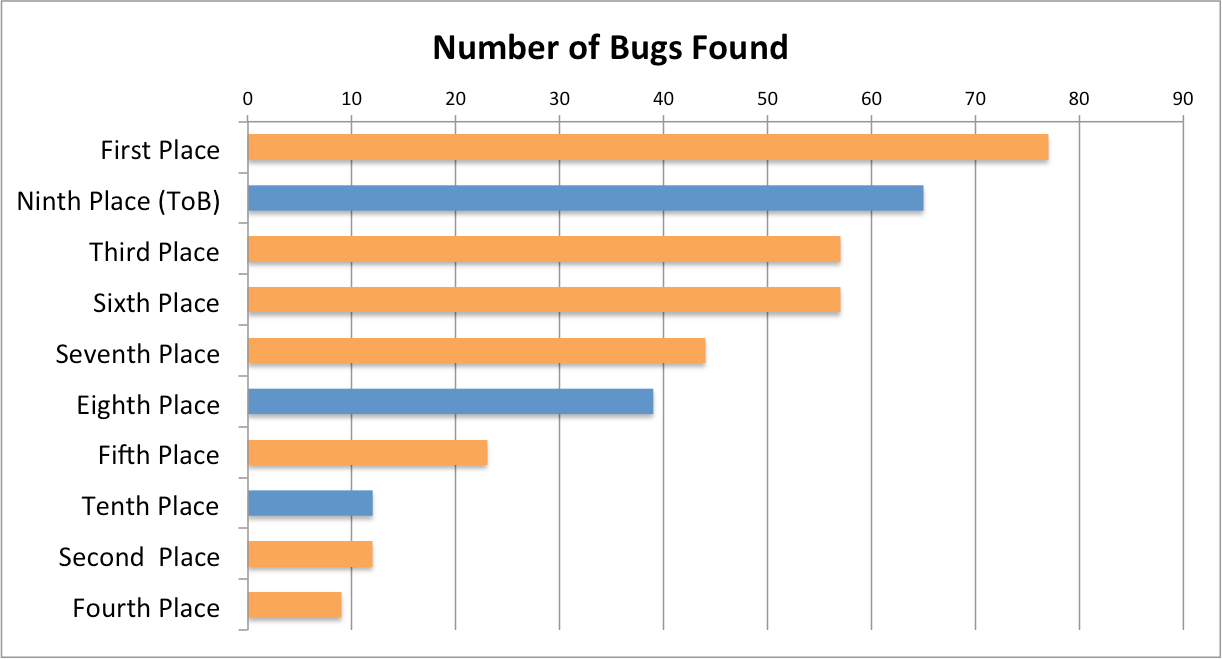 Number of Bugs Found
0 10 20 30 40 50 60 70 80 90
First Place
Ninth Place (ToB)
Third Place
Sixth Place
Seventh Place
Eighth Place
Fifth Place
Tenth Place
Second  Place
Fourth Place